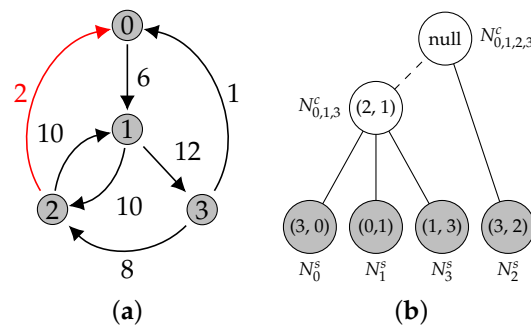 0
2
6
1
10
1
12
2
10
3
8
(a)
null
N^c_{0,1,2,3}
N^c_{0,1,3}
(2, 1)
(3, 0)
(0,1)
(1, 3)
(3, 2)
N^s_0
N^s_1
N^s_3
N^s_2
(b)